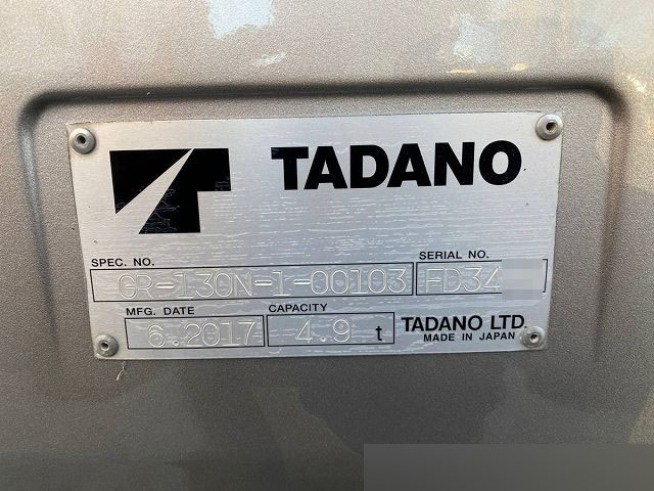 TADANO
SPEC. NO. SERIAL NO.
GR-130N-1-00103 FD34
MFG. DATE CAPACITY
6.2017 4.9 t TADANO LTD.
MADE IN JAPAN